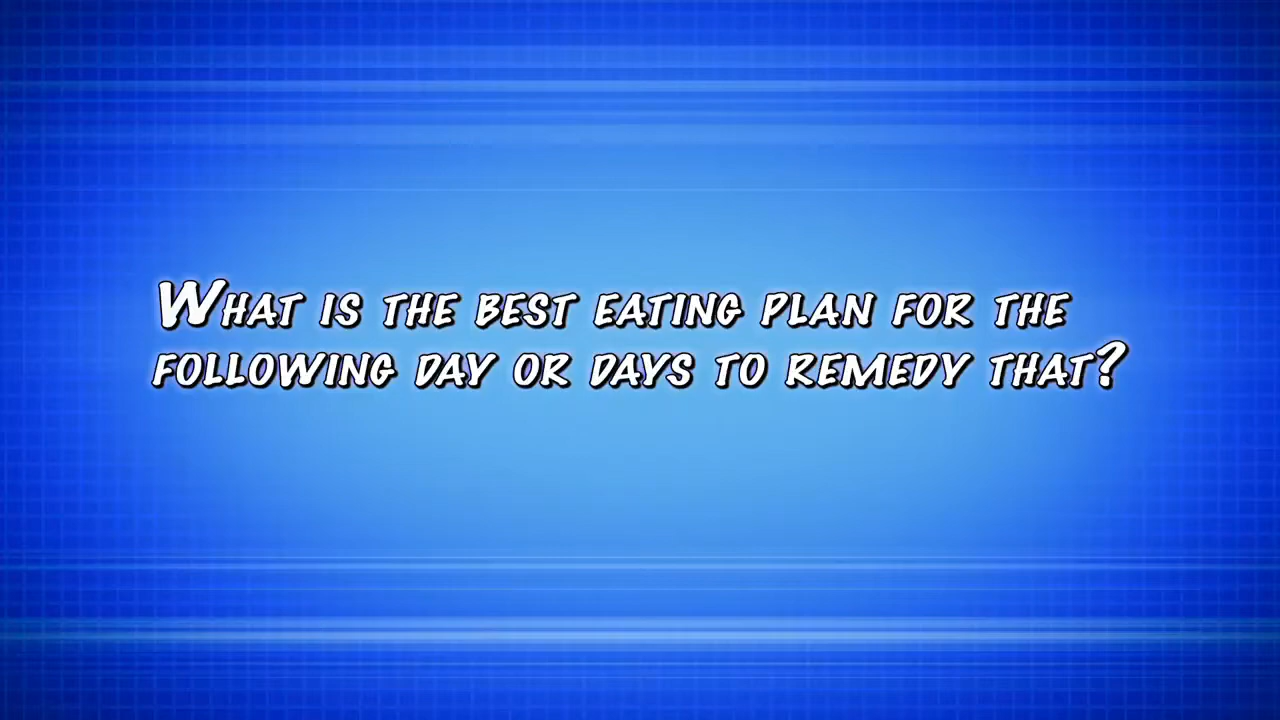 What is the best eating plan for the
following day or days to remedy that?